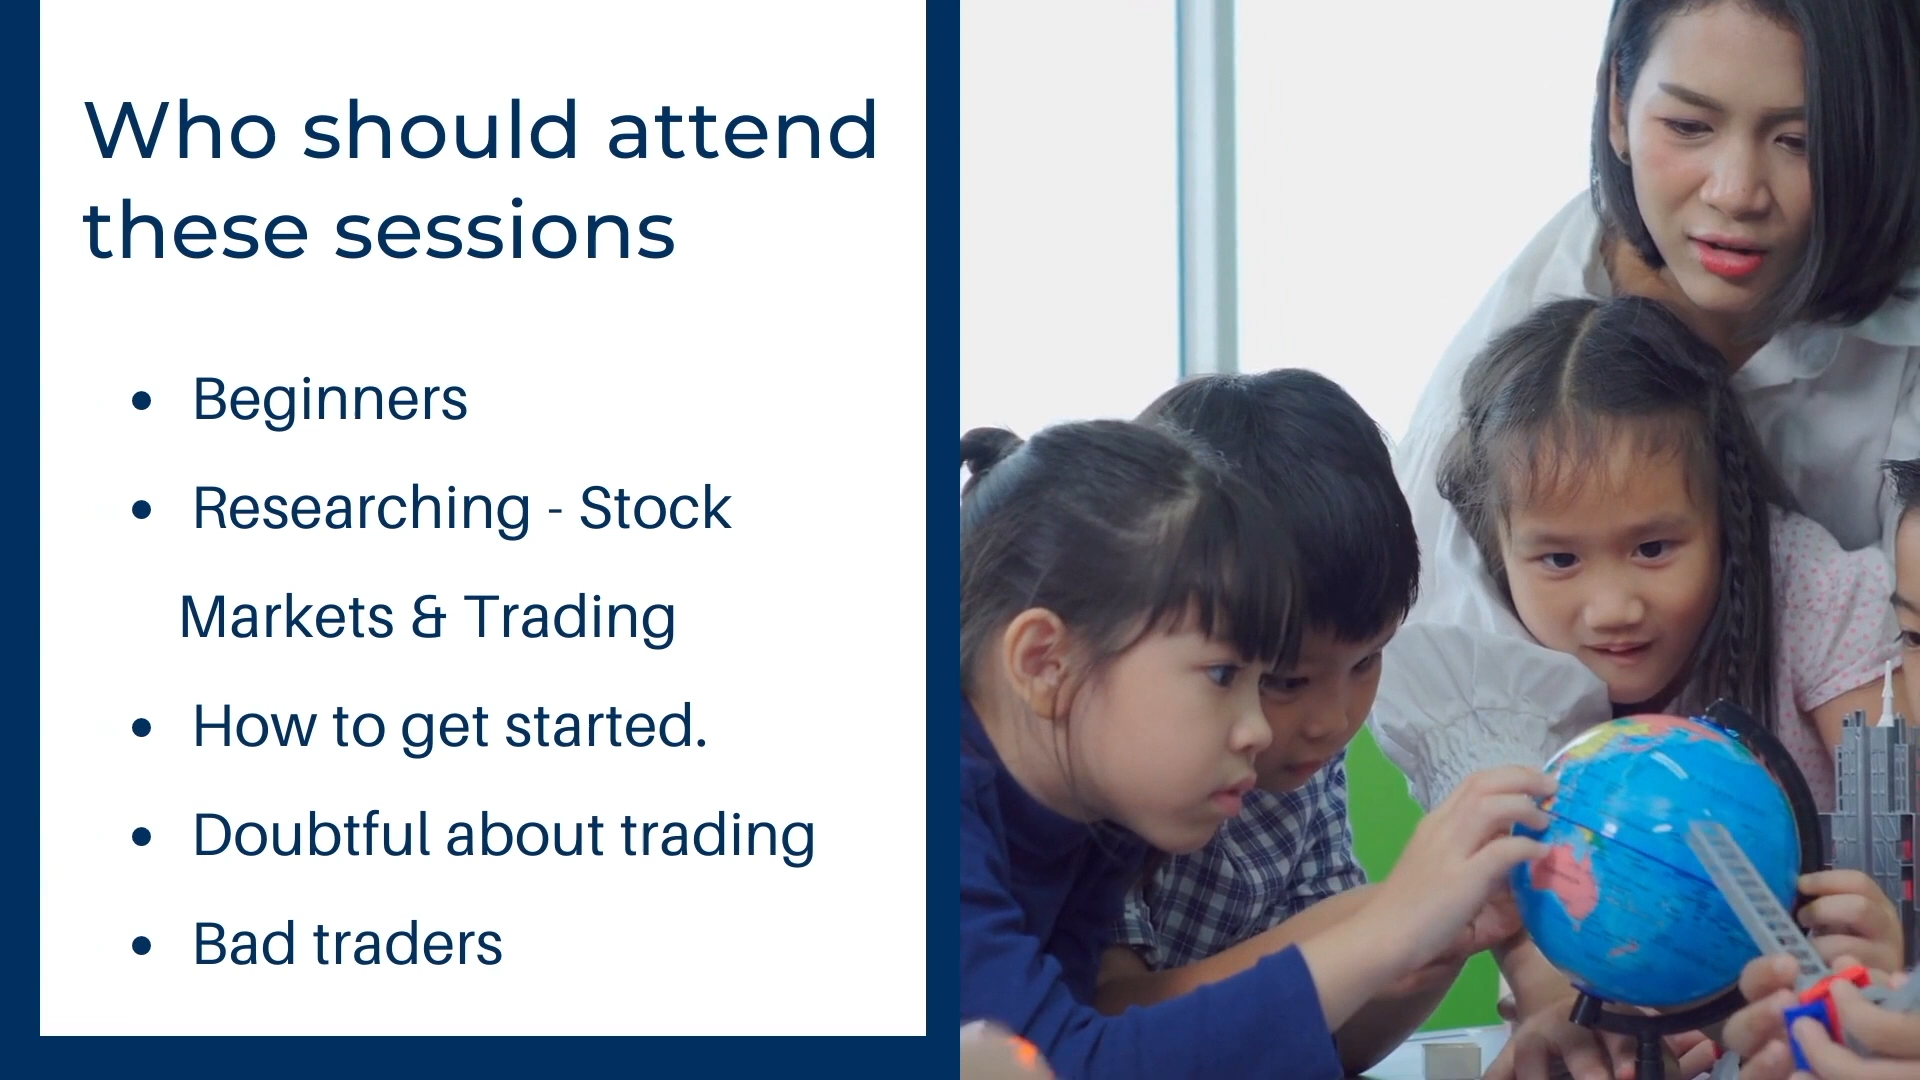 Who should attend
these sessions
• Beginners
• Researching - Stock
Markets & Trading
• How to get started.
• Doubtful about trading
• Bad traders